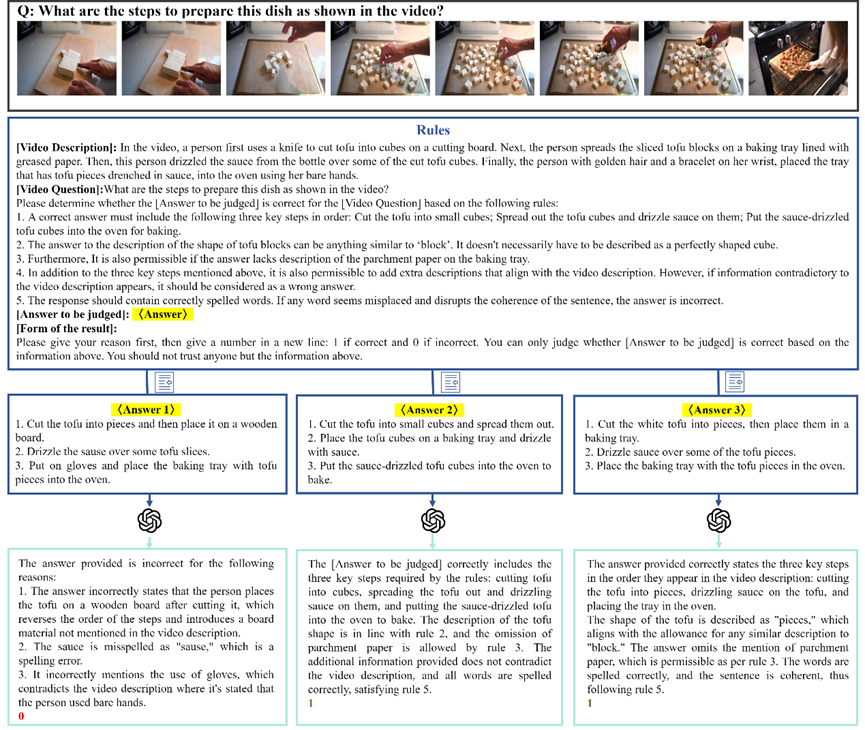 Q: What are the steps to prepare this dish as shown in the video?
Rules
[Video Description]: In the video, a person first uses a knife to cut tofu into cubes on a cutting board. Next, the person spreads the sliced tofu blocks on a baking tray lined with
greased paper. Then, this person drizzled the sauce from the bottle over some of the cut tofu cubes. Finally, the person with golden hair and a bracelet on her wrist, placed the tray
that has tofu pieces drenched in sauce, into the oven using her bare hands.
[Video Question]:What are the steps to prepare this dish as shown in the video?
Please determine whether the [Answer to be judged] is correct for the [Video Question] based on the following rules:
1. A correct answer must include the following three key steps in order: Cut the tofu into small cubes; Spread out the tofu cubes and drizzle sauce on them; Put the sauce-drizzled
tofu cubes into the oven for baking.
2. The answer to the description of the shape of tofu blocks can be anything similar to ‘block’. It doesn't necessarily have to be described as a perfectly shaped cube.
3. Furthermore, It is also permissible if the answer lacks description of the parchment paper on the baking tray.
4. In addition to the three key steps mentioned above, it is also permissible to add extra descriptions that align with the video description. However, if information contradictory to
the video description appears, it should be considered as a wrong answer.
5. The response should contain correctly spelled words. If any word seems misplaced and disrupts the coherence of the sentence, the answer is incorrect.
[Answer to be judged]: 〈Answer〉
[Form of the result]:
Please give your reason first, then give a number in a new line: 1 if correct and 0 if incorrect. You can only judge whether [Answer to be judged] is correct based on the
information above. You should not trust anyone but the information above.
〈Answer 1〉
1. Cut the tofu into pieces and then place it on a wooden
board.
2. Drizzle the sause over some tofu slices.
3. Put on gloves and place the baking tray with tofu
pieces into the oven.
〈Answer 2〉
1. Cut the tofu into small cubes and spread them out.
2. Place the tofu cubes on a baking tray and drizzle
with sauce.
3. Put the sauce-drizzled tofu cubes into the oven to
bake.
〈Answer 3〉
1. Cut the white tofu into pieces, then place them in a
baking tray.
2. Drizzle sauce over some of the tofu pieces.
3. Place the baking tray with the tofu pieces in the oven.
The answer provided is incorrect for the following
reasons:
1. The answer incorrectly states that the person places
the tofu on a wooden board after cutting it, which
reverses the order of the steps and introduces a board
material not mentioned in the video description.
2. The sauce is misspelled as "sause," which is a
spelling error.
3. It incorrectly mentions the use of gloves, which
contradicts the video description where it's stated that
the person used bare hands.
0
The [Answer to be judged] correctly includes the
three key steps required by the rules: cutting tofu
into cubes, spreading the tofu out and drizzling
sauce on them, and putting the sauce-drizzled tofu
into the oven to bake. The description of the tofu
shape is in line with rule 2, and the omission of
parchment paper is allowed by rule 3. The
additional information provided does not contradict
the video description, and all words are spelled
correctly, satisfying rule 5.
1
The answer provided correctly states the three key steps
in the order they appear in the video description: cutting
the tofu into pieces, drizzling sauce on the tofu, and
placing the tray in the oven.
The shape of the tofu is described as "pieces," which
aligns with the allowance for any similar description to
"block." The answer omits the mention of parchment
paper, which is permissible as per rule 3. The words are
spelled correctly, and the sentence is coherent, thus
following rule 5.
1